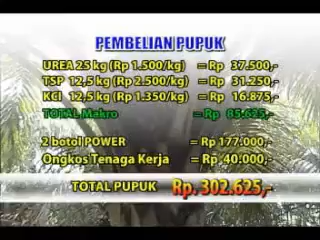 PEMBELIAN PUPUK
UREA 25 kg (Rp 1.500/kg) = Rp 37.500,-
TSP 12,5 kg (Rp 2.500/kg) = Rp 31.250,-
KCl 12,5 kg (Rp 1.350/kg) = Rp 16.875,-
TOTAL Makro = Rp 85.625,-
2 botol POWER = Rp 177.000,-
Ongkos Tenaga Kerja = Rp 40.000,-
TOTAL PUPUK Rp. 302.625,-